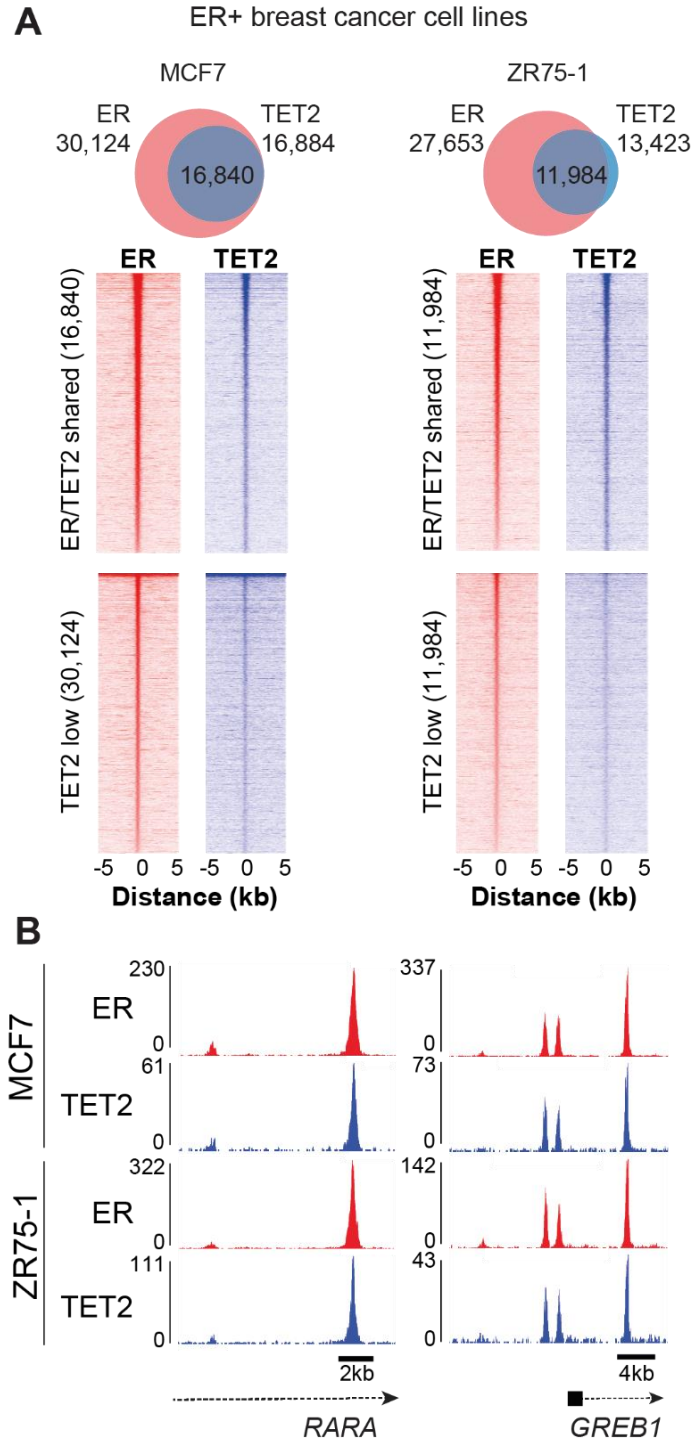 A
ER+ breast cancer cell lines
MCF7
ZR75-1
ER
30,124
TET2
16,884
16,840
ER
27,653
TET2
13,423
11,984
ER TET2
ER TET2
ER/TET2 shared (16,840)
ER/TET2 shared (11,984)
TET2 low (30,124)
TET2 low (11,984)
-5 0 5 -5 0 5
-5 0 5 -5 0 5
Distance (kb)
Distance (kb)
B
MCF7
ER
230
0
337
0
TET2
61
0
73
0
ZR75-1
ER
322
0
142
0
TET2
111
0
43
0
2kb
4kb
RARA
GREB1